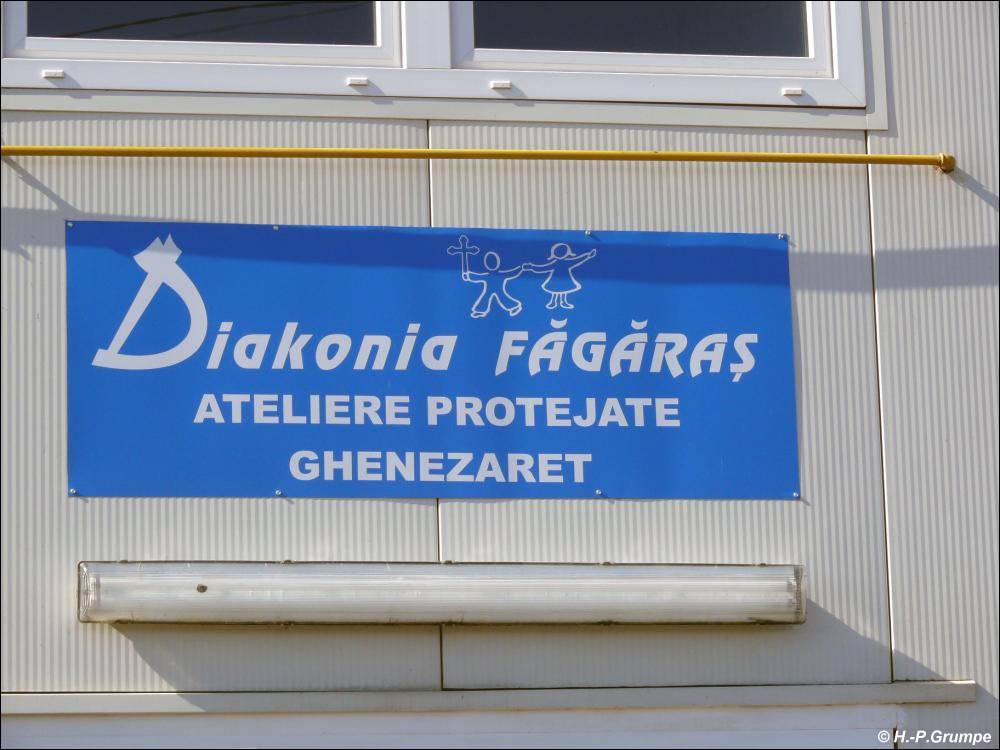 Diakonia FĂGĂRAȘ
ATELIERE PROTEJATE
GHENEZARET
© H.-P.Grumpe